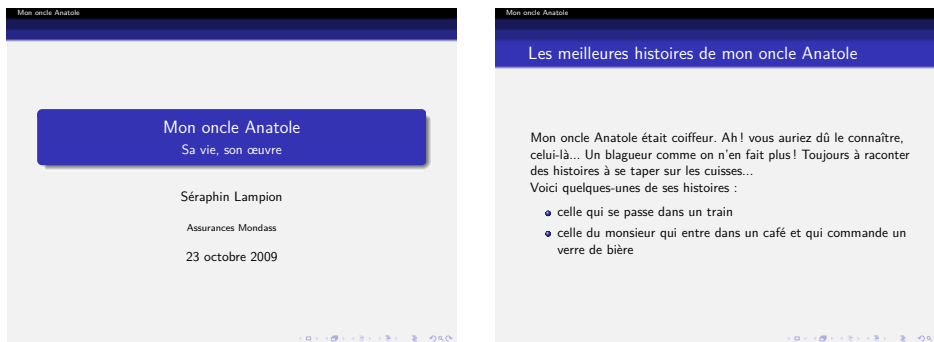 Mon oncle Anatole
Mon oncle Anatole
Sa vie, son œuvre
Séraphin Lampion
Assurances Mondass
23 octobre 2009
Mon oncle Anatole
Les meilleures histoires de mon oncle Anatole
Mon oncle Anatole était coiffeur. Ah ! vous auriez dû le connaître,
celui-là... Un blagueur comme on n'en fait plus ! Toujours à raconter
des histoires à se taper sur les cuisses...
Voici quelques-unes de ses histoires :
celle qui se passe dans un train
celle du monsieur qui entre dans un café et qui commande un
verre de bière